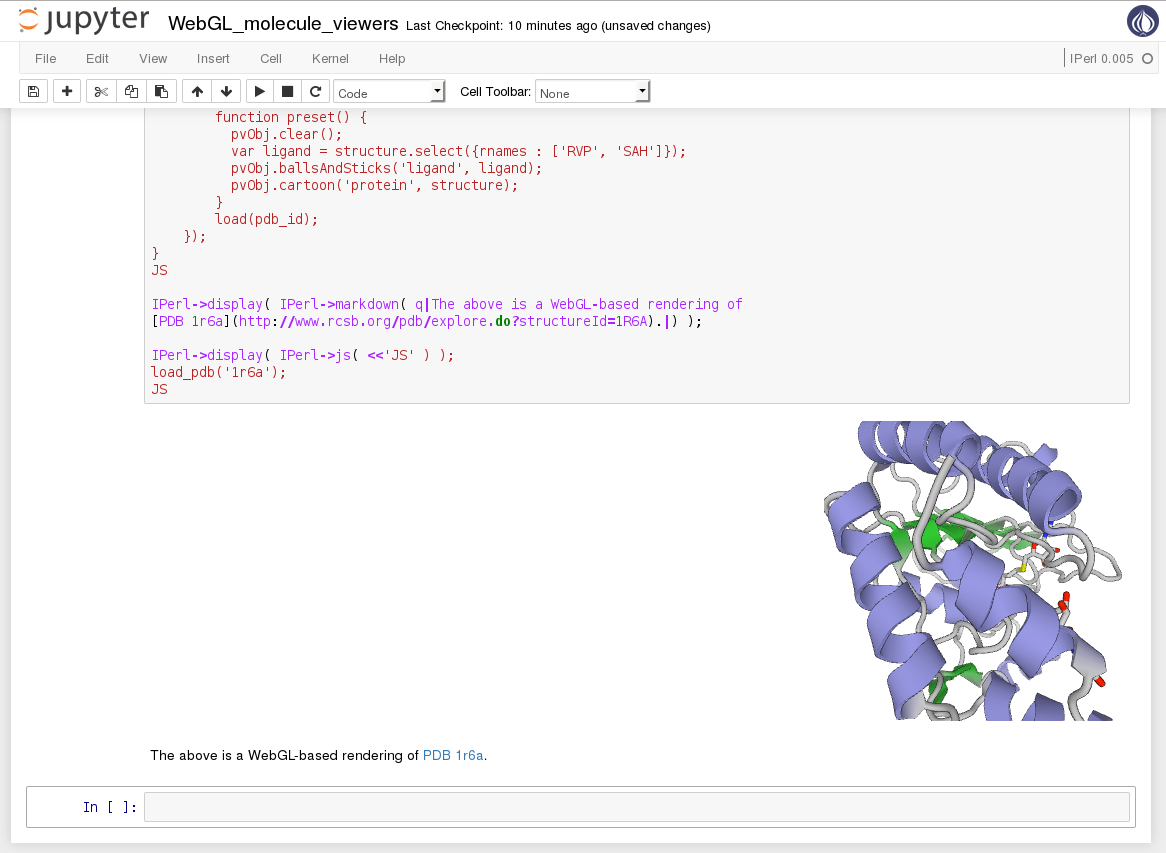 jupyter WebGL_molecule_viewers Last Checkpoint: 10 minutes ago (unsaved changes)
File Edit View Insert Cell Kernel Help IPerl 0.005
Code Cell Toolbar: None
function preset() {
pvObj.clear();
var ligand = structure.select({rnames : ['RVP', 'SAH']});
pvObj.ballsAndSticks('ligand', ligand);
pvObj.cartoon('protein', structure);
}
load(pdb_id);
});
}
JS
IPerl->display( IPerl->markdown( q|The above is a WebGL-based rendering of
[PDB 1r6a](http://www.rcsb.org/pdb/explore.do?structureId=1R6A).|) );
IPerl->display( IPerl->js( <<'JS' ) );
load_pdb('1r6a');
JS
The above is a WebGL-based rendering of PDB 1r6a.
In [ ]: